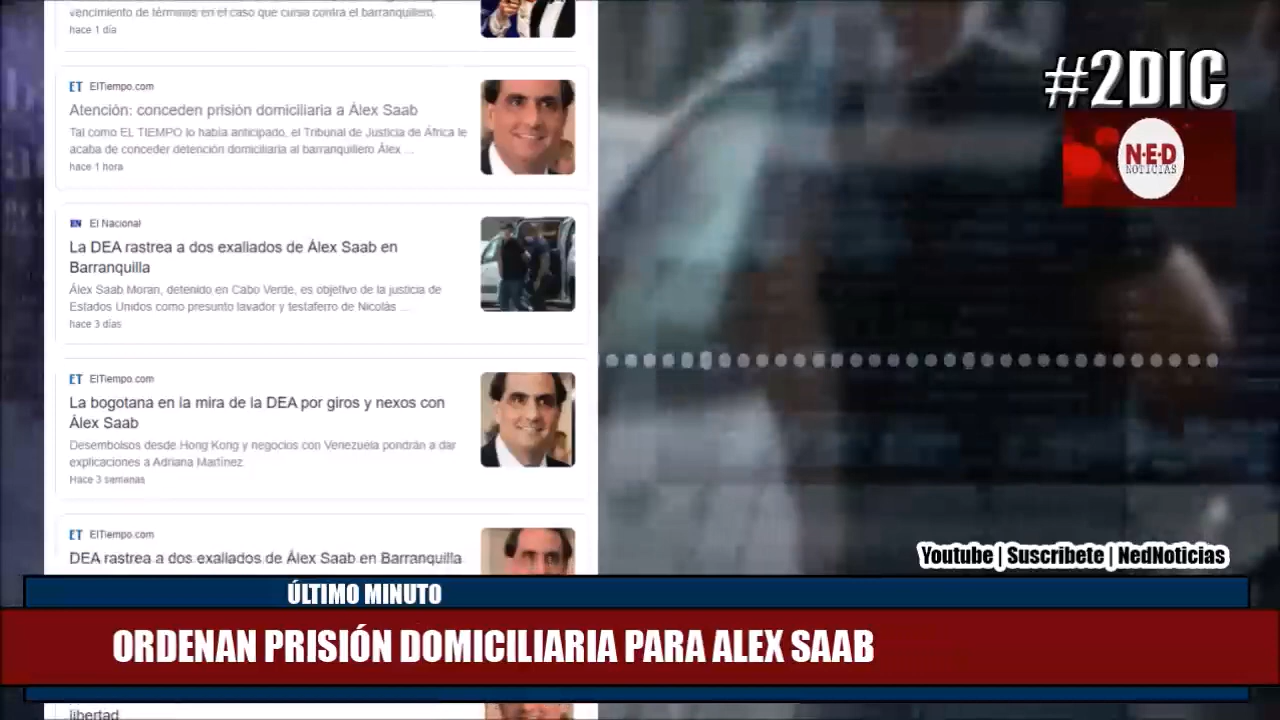 vencimiento de términos en el caso que cursa contra el barranquillero,
hace 1 día
ET ElTiempo.com
Atención: conceden prisión domiciliaria a Álex Saab
Tal como EL TIEMPO lo había anticipado, el Tribunal de Justicia de África le
acaba de conceder detención domiciliaria al barranquillero Álex ...
hace 1 hora
EN El Nacional
La DEA rastrea a dos exallados de Álex Saab en
Barranquilla
Álex Saab Moran, detenido en Cabo Verde, es objetivo de la justicia de
Estados Unidos como presunto lavador y testaferro de Nicolás ...
hace 3 días
ET ElTiempo.com
La bogotana en la mira de la DEA por giros y nexos con
Álex Saab
Desembolsos desde Hong Kong y negocios con Venezuela pondrán a dar
explicaciones a Adriana Martínez
Hace 3 semanas
ET ElTiempo.com
DEA rastrea a dos exaliados de Álex Saab en Barranquilla
libertad
#2DIC
N·E·D
NOTICIAS
Youtube | Suscribete | NedNoticias
ÚLTIMO MINUTO
ORDENAN PRISIÓN DOMICILIARIA PARA ALEX SAAB